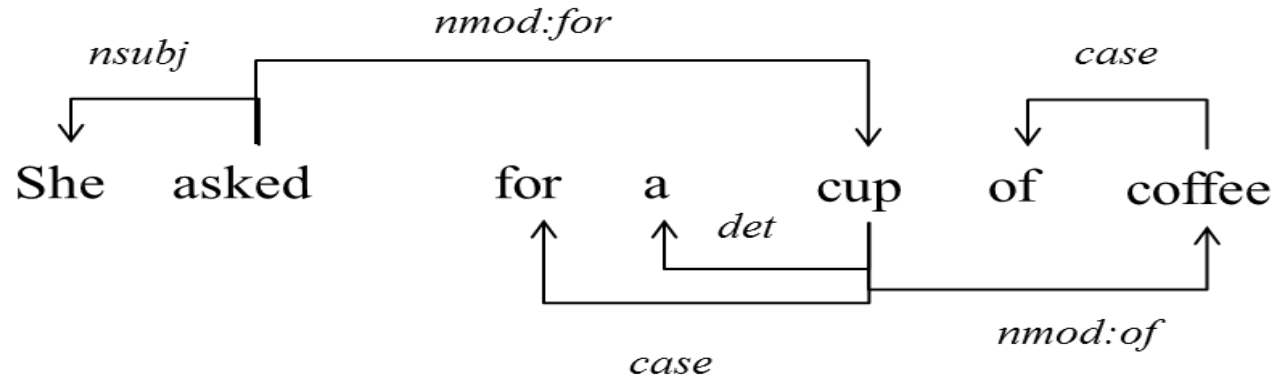 nmod:for
nsubj case
She asked for a cup of coffee
det
nmod:of
case